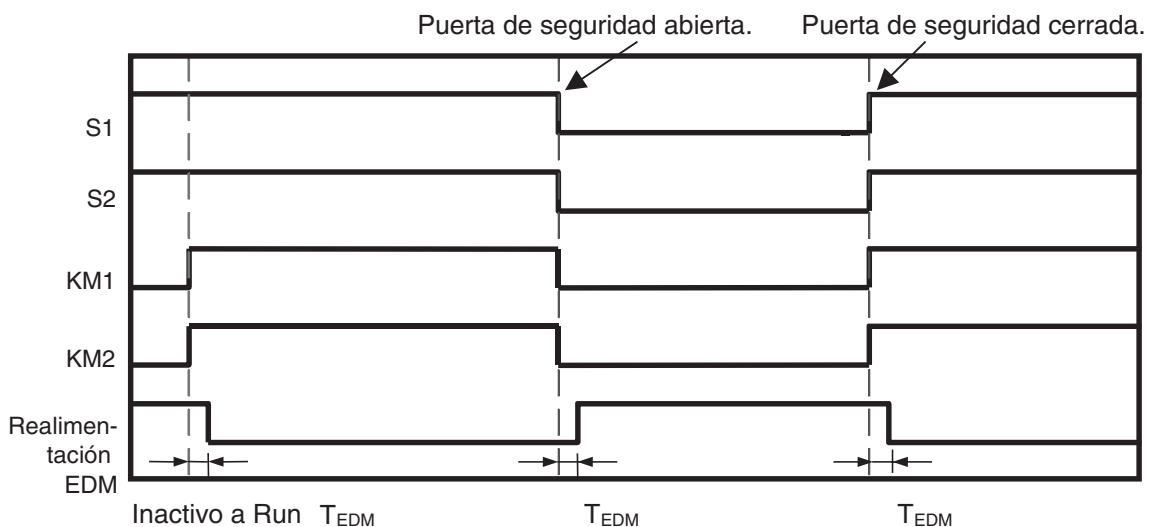 Puerta de seguridad abierta. Puerta de seguridad cerrada.
S1
S2
KM1
KM2
Realimen-
tación
EDM
Inactivo a Run TEDM TEDM TEDM